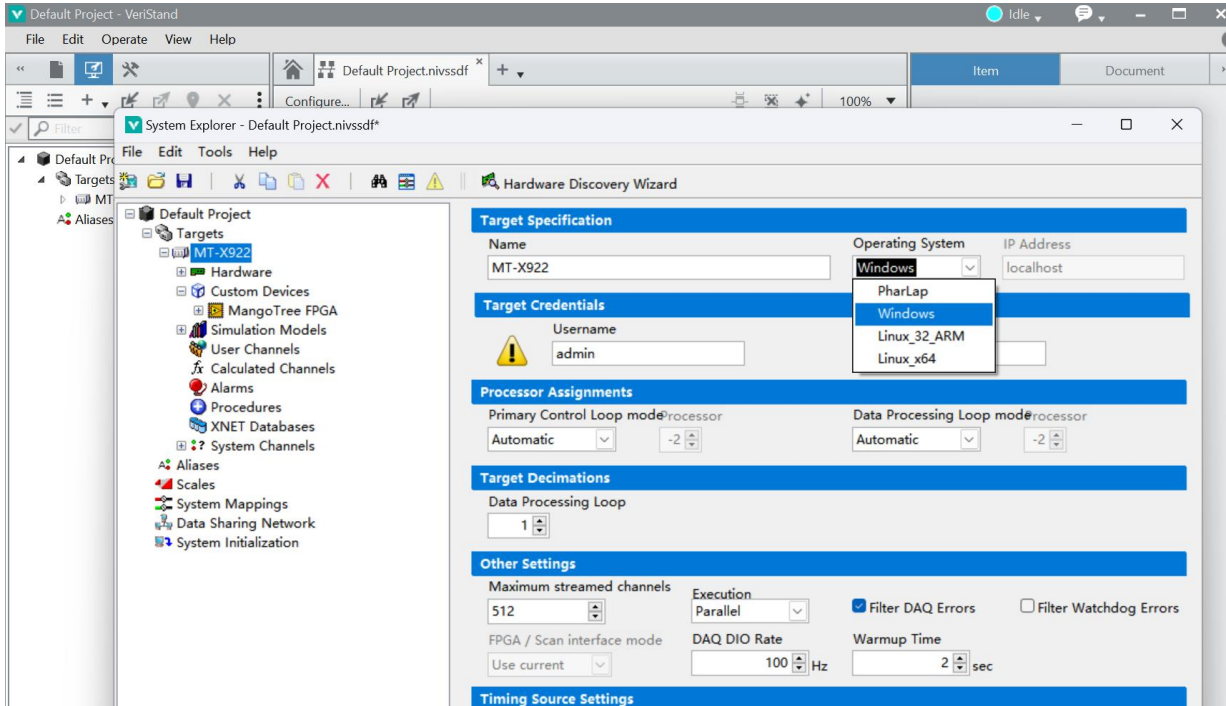 Default Project - VeriStand
Idle
File Edit Operate View Help
Default Project.nivssdf
Item
Document
Configure...
100%
Filter
System Explorer - Default Project.nivssdf*
File Edit Tools Help
Hardware Discovery Wizard
Default Pro
Targets
MT
Aliases
Default Project
Targets
MT-X922
Hardware
Custom Devices
MangoTree FPGA
Simulation Models
User Channels
Calculated Channels
Alarms
Procedures
XNET Databases
System Channels
Aliases
Scales
System Mappings
Data Sharing Network
System Initialization
Target Specification
Name
Operating System
IP Address
MT-X922
Windows
localhost
PharLap
Windows
Linux_32_ARM
Linux_x64
Target Credentials
Username
admin
Processor Assignments
Primary Control Loop mode
Processor
Data Processing Loop mode
rocessor
Automatic
-2
Automatic
-2
Target Decimations
Data Processing Loop
1
Other Settings
Maximum streamed channels
Execution
512
Parallel
Filter DAQ Errors
Filter Watchdog Errors
FPGA / Scan interface mode
DAQ DIO Rate
Warmup Time
Use current
100 Hz
2 sec
Timing Source Settings